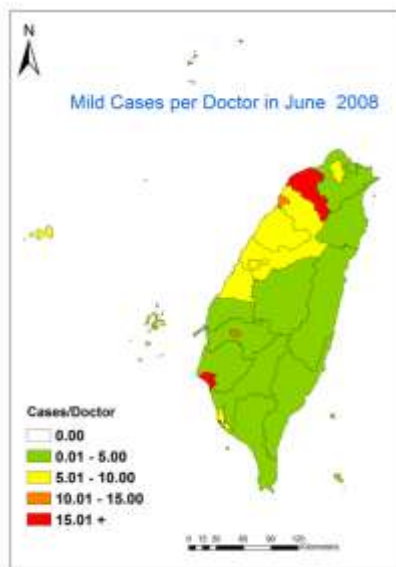 N
Mild Cases per Doctor in June 2008
Cases/Doctor
0.00
0.01 - 5.00
5.01 - 10.00
10.01 - 15.00
15.01 +